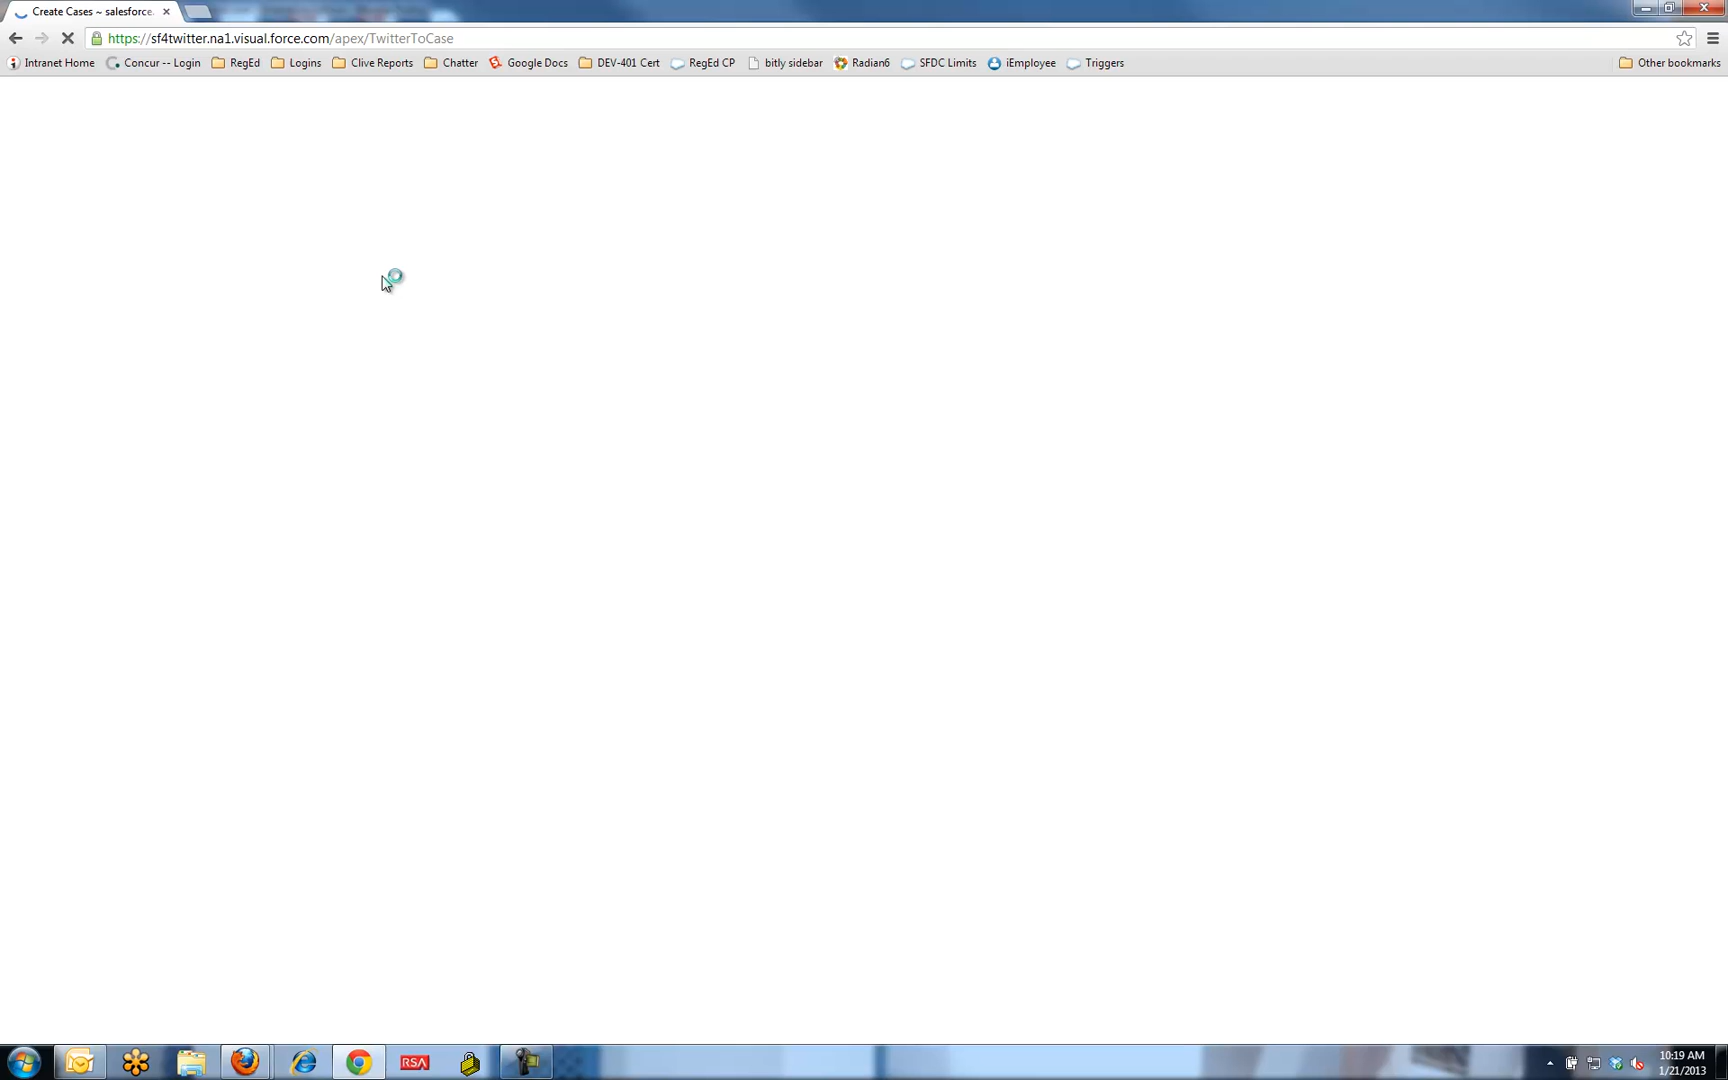 Create Cases ~ salesforce.
https://sf4twitter.na1.visual.force.com/apex/TwitterToCase
Intranet Home Concur -- Login RegEd Logins Clive Reports Chatter Google Docs DEV-401 Cert RegEd CP bitly sidebar Radian6 SFDC Limits iEmployee Triggers Other bookmarks
RSA
10:19 AM
1/21/2013